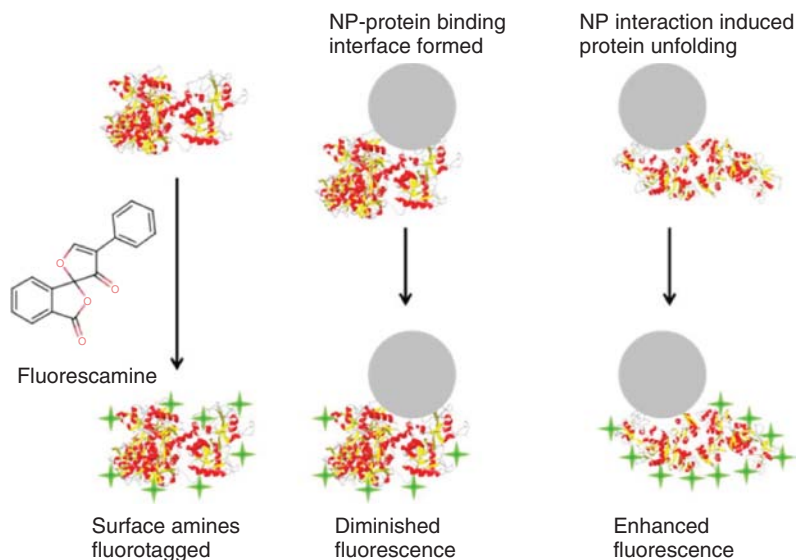 NP-protein binding
interface formed
NP interaction induced
protein unfolding
O
O
O
O
Fluorescamine
Surface amines
fluorotagged
Diminished
fluorescence
Enhanced
fluorescence